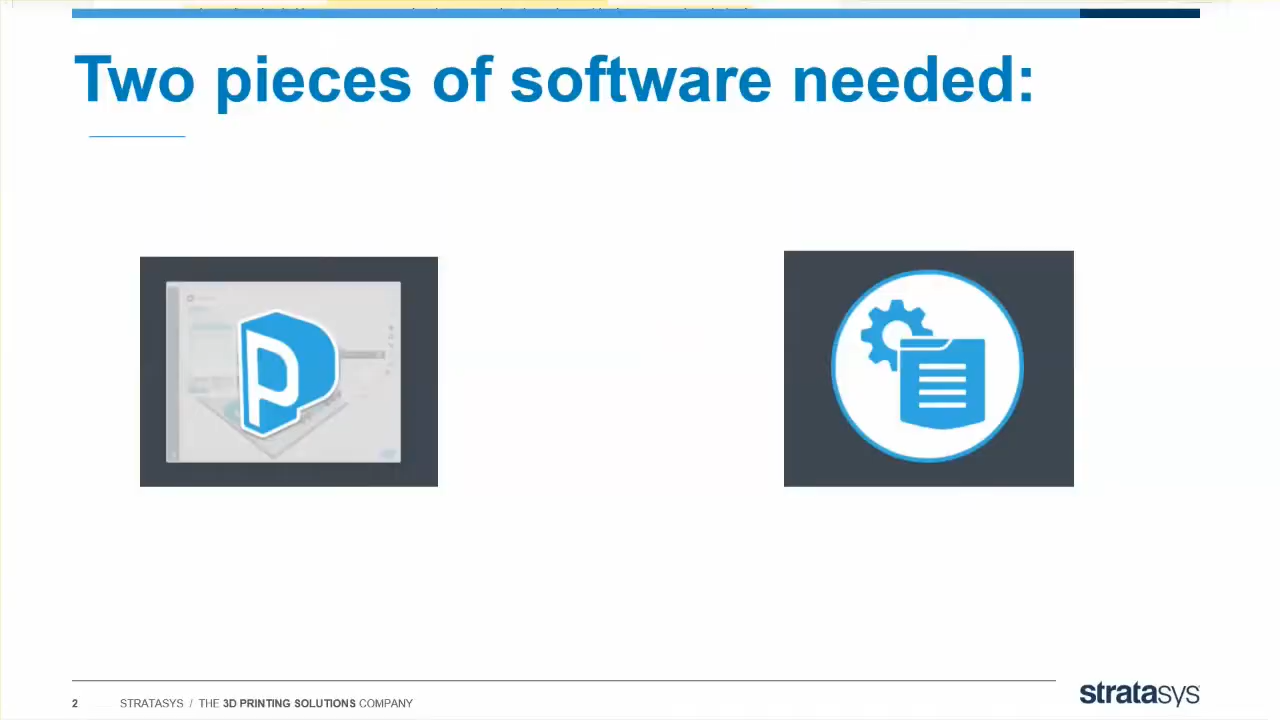 Two pieces of software needed:
p
2 STRATASYS / THE 3D PRINTING SOLUTIONS COMPANY
stratasys